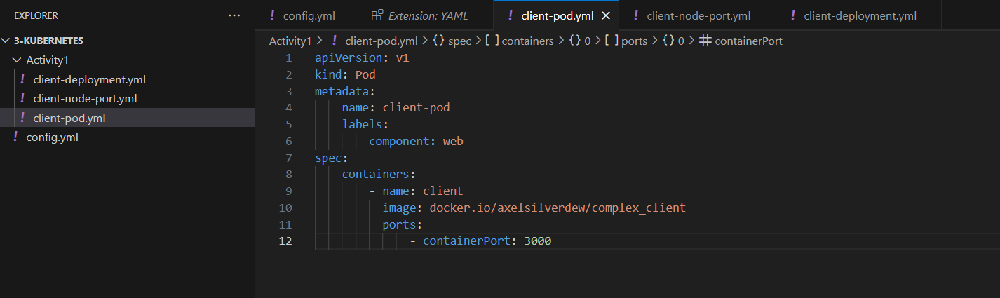 EXPLORER ···
3-KUBERNETES
Activity1
! client-deployment.yml
! client-node-port.yml
! client-pod.yml
! config.yml
! config.yml Extension: YAML ! client-pod.yml × ! client-node-port.yml ! client-deployment.yml
Activity1 > ! client-pod.yml > {} spec > [ ] containers > {} 0 > [ ] ports > {} 0 > # containerPort
1 apiVersion: v1
2 kind: Pod
3 metadata:
4 name: client-pod
5 labels:
6 component: web
7 spec:
8 containers:
9 - name: client
10 image: docker.io/axelsilverdew/complex_client
11 ports:
12 - containerPort: 3000